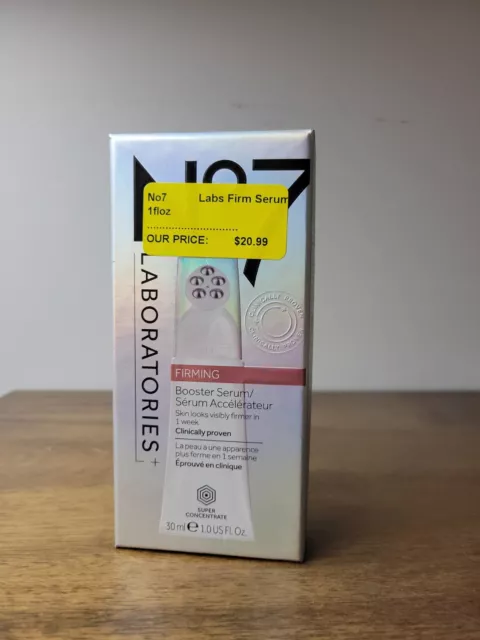 No7
No7 Labs Firm Serum
1floz
..............................
OUR PRICE: $20.99
LABORATORIES+
CLINICALLY PROVEN
FIRMING
Booster Serum/
Sérum Accélérateur
Skin looks visibly firmer in
1 week
Clinically proven
La peau a une apparence
plus ferme en 1 semaine
Éprouvé en clinique
SUPER
CONCENTRATE
30 ml e 1.0 US Fl. Oz.